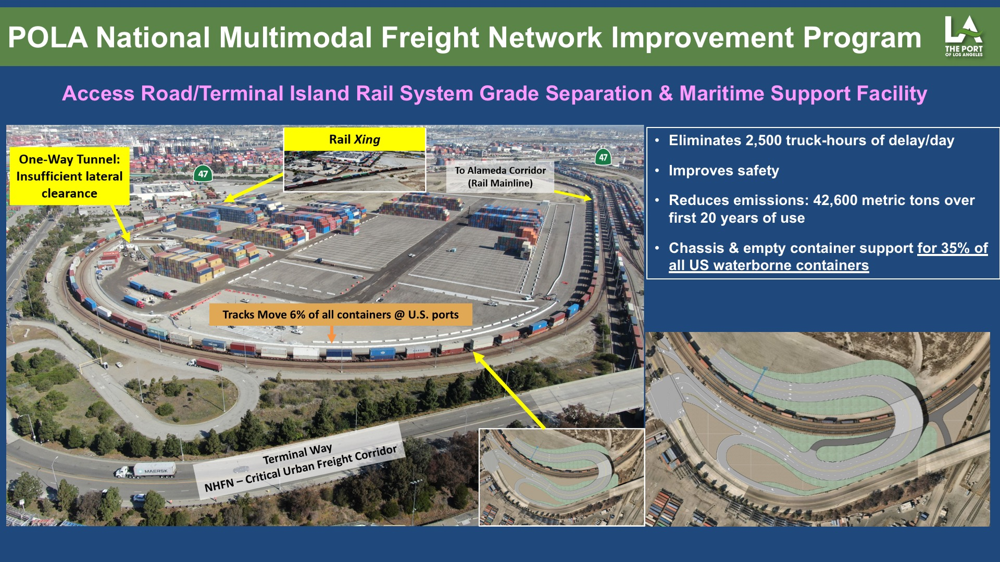 POLA National Multimodal Freight Network Improvement Program
LA
THE PORT
OF LOS ANGELES
Access Road/Terminal Island Rail System Grade Separation & Maritime Support Facility
One-Way Tunnel:
Insufficient lateral
clearance
47
Rail Xing
To Alameda Corridor
(Rail Mainline)
47
Tracks Move 6% of all containers @ U.S. ports
Terminal Way
NHFN – Critical Urban Freight Corridor
MAERSK
• Eliminates 2,500 truck-hours of delay/day
• Improves safety
• Reduces emissions: 42,600 metric tons over
first 20 years of use
• Chassis & empty container support for 35% of
all US waterborne containers